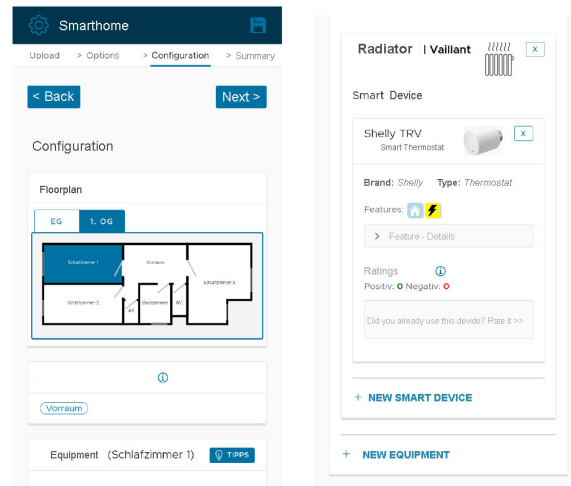 Smarthome
Upload > Options > Configuration > Summary
< Back Next >
Configuration
Floorplan
EG 1. OG
Schlafzimmer 1 Vorraum
Schlafzimmer 3
Schlafzimmer 2 AR Badezimmer WC
Vorraum
Equipment (Schlafzimmer 1) TIPPS
Radiator | Vaillant x
Smart Device
Shelly TRV x
Smart Thermostat
Brand: Shelly Type: Thermostat
Features:
> Feature - Details
Ratings
Positiv: 0 Negativ: 0
Did you already use this devide? Rate it >>
+ NEW SMART DEVICE
+ NEW EQUIPMENT